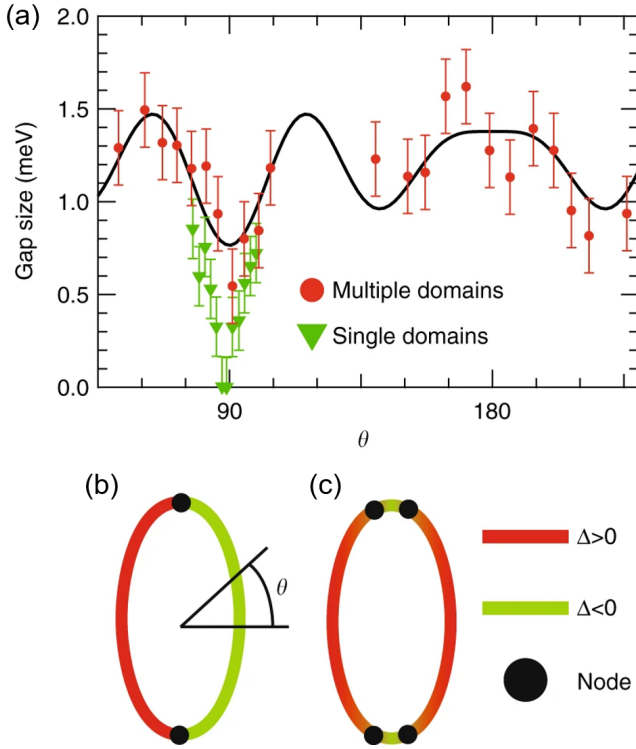 (a)
2.0
1.5
1.0
0.5
0.0
Gap size (meV)
Multiple domains
Single domains
90
180
θ
(b)
(c)
θ
Δ>0
Δ<0
Node